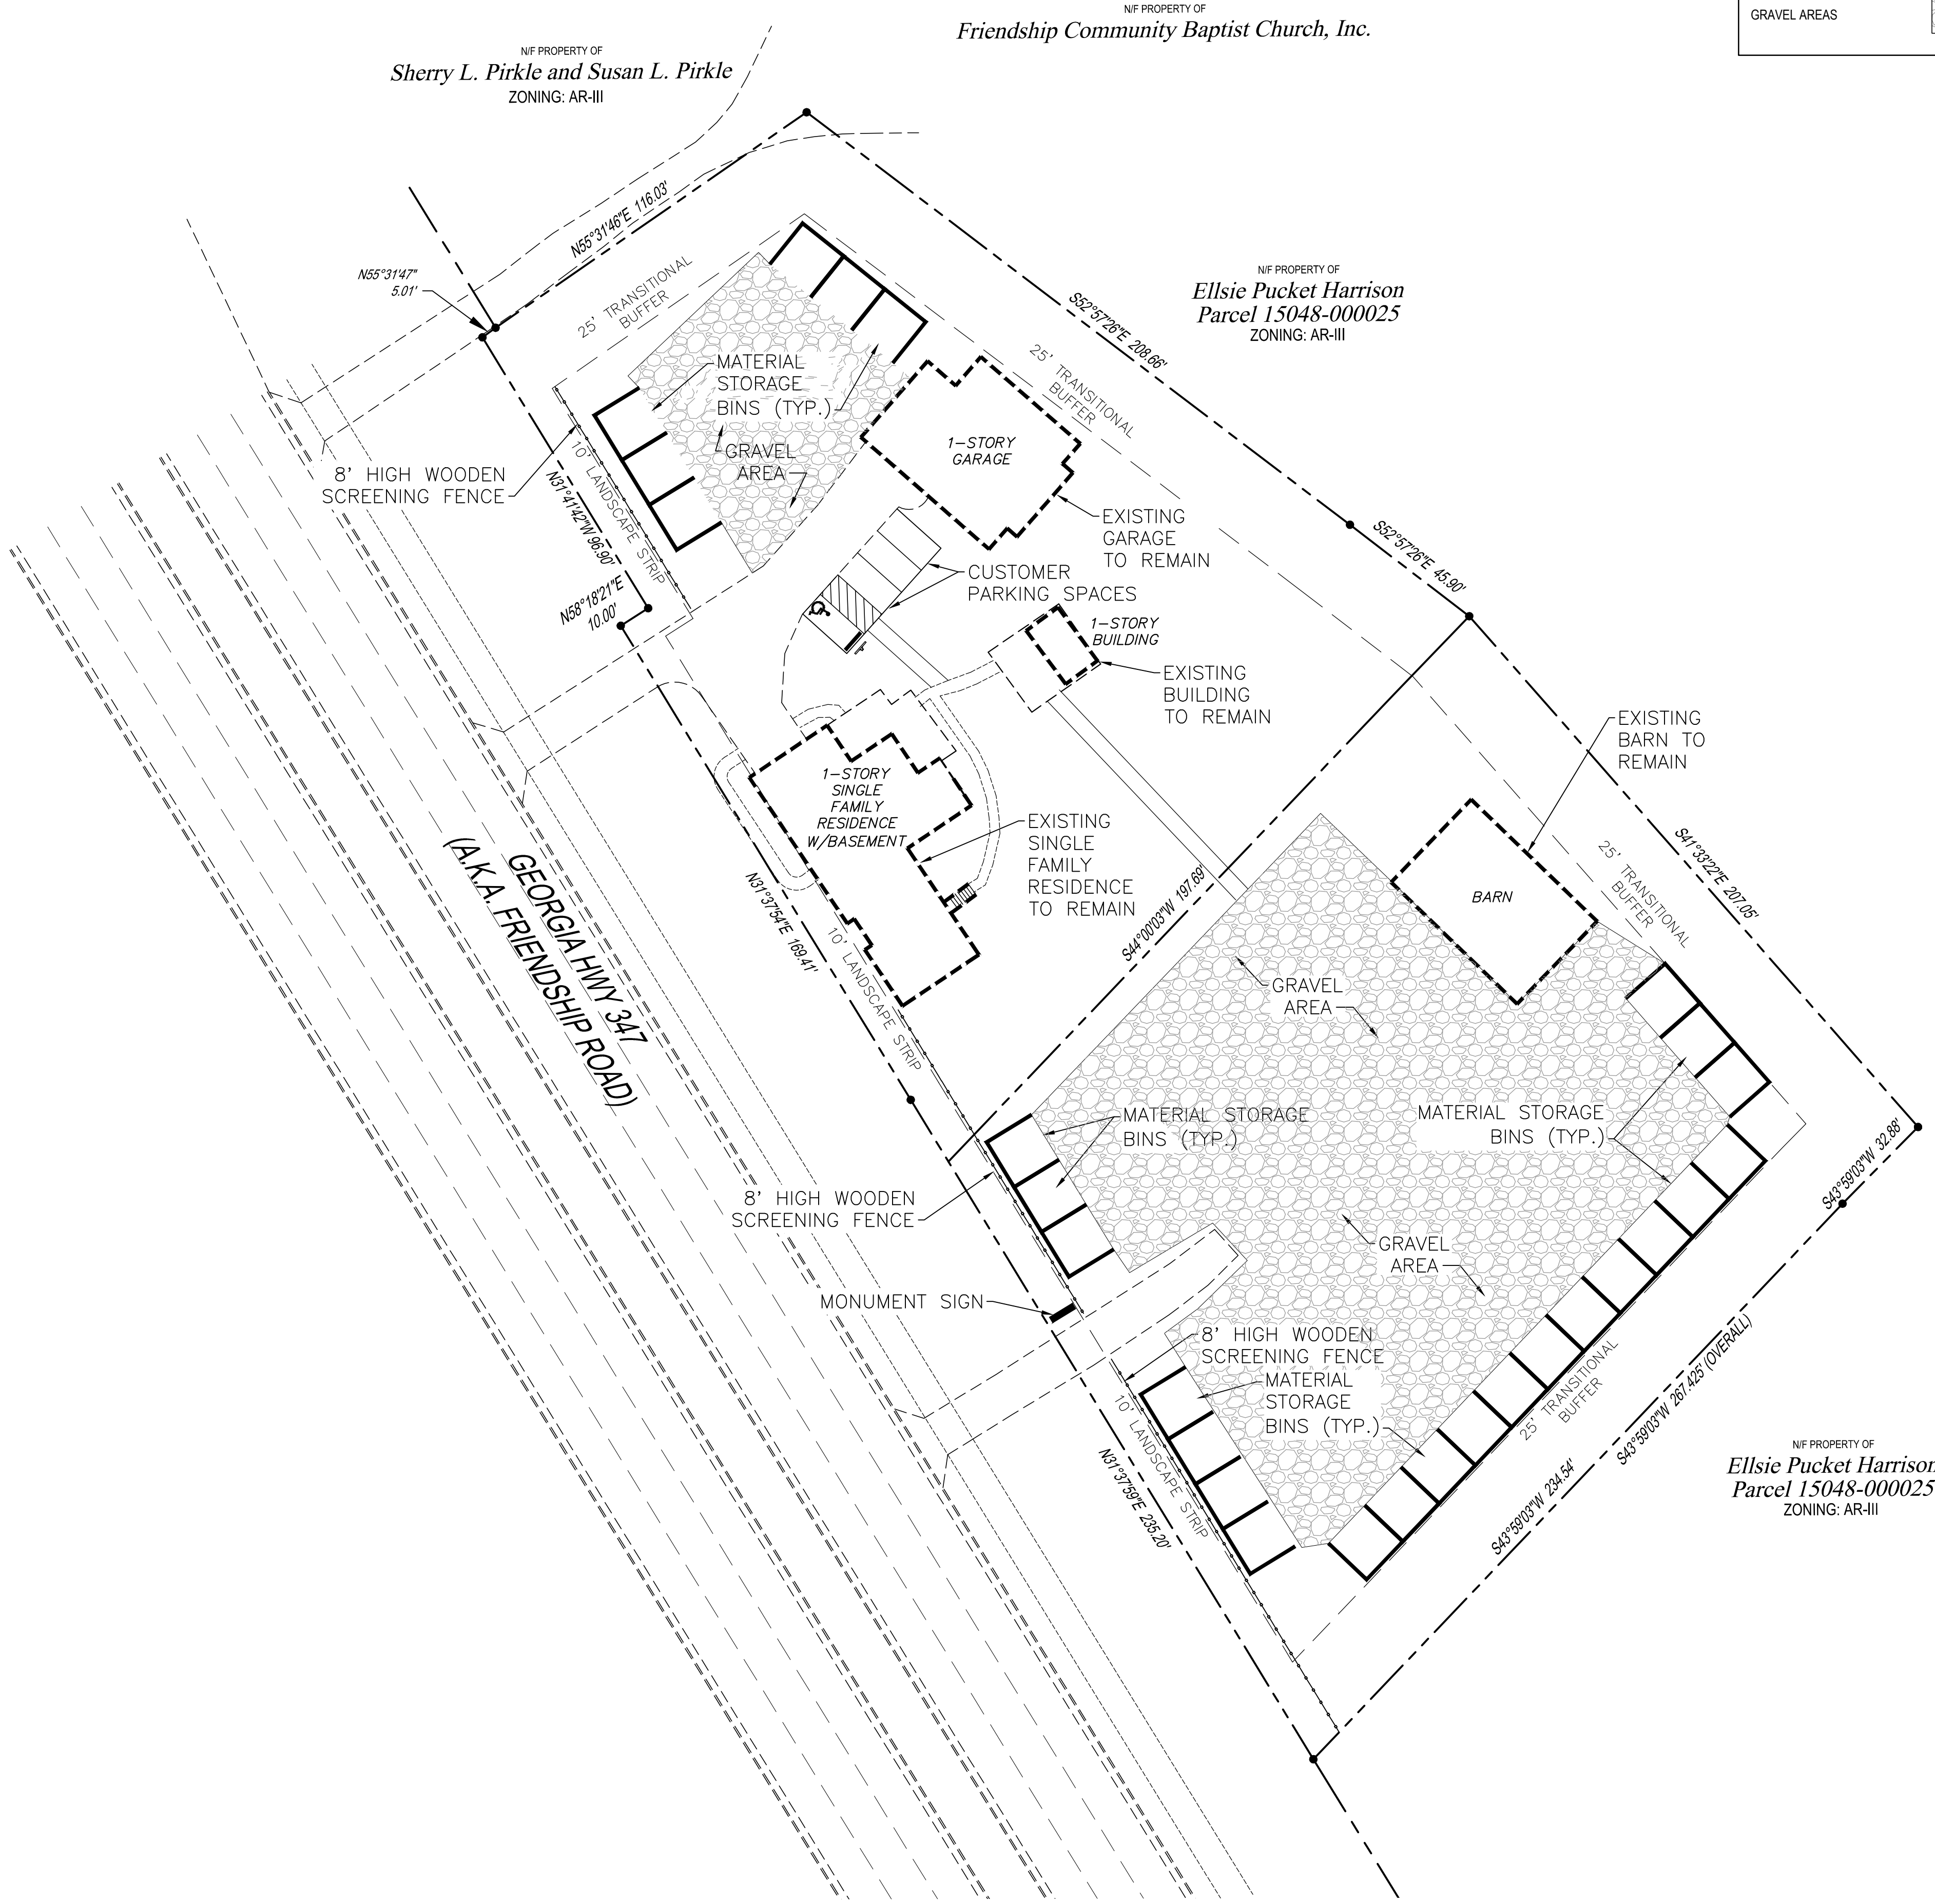 N/F PROPERTY OF
Friendship Community Baptist Church, Inc.
GRAVEL AREAS
N/F PROPERTY OF
Sherry L. Pirkle and Susan L. Pirkle
ZONING: AR-III
N55°31'46"E 116.03'
N55°31'47"
5.01'
25' TRANSITIONAL
BUFFER
N/F PROPERTY OF
Ellsie Pucket Harrison
Parcel 15048-000025
ZONING: AR-III
S52°57'26"E 208.66'
25' TRANSITIONAL
BUFFER
MATERIAL
STORAGE
BINS (TYP.)
GRAVEL
AREA
1-STORY
GARAGE
8' HIGH WOODEN
SCREENING FENCE
10' LANDSCAPE STRIP
N31°41'42"W 96.90'
N58°18'21"E
10.00'
EXISTING
GARAGE
TO REMAIN
S52°57'26"E 45.90'
CUSTOMER
PARKING SPACES
1-STORY
BUILDING
EXISTING
BUILDING
TO REMAIN
EXISTING
BARN TO
REMAIN
1-STORY
SINGLE
FAMILY
RESIDENCE
W/BASEMENT
EXISTING
SINGLE
FAMILY
RESIDENCE
TO REMAIN
GEORGIA HWY 347
(A.K.A. FRIENDSHIP ROAD)
N31°37'54"E 169.41'
10' LANDSCAPE STRIP
S44°00'03"W 197.69'
BARN
25' TRANSITIONAL
BUFFER
S41°33'22"E 207.05'
GRAVEL
AREA
MATERIAL STORAGE
BINS (TYP.)
MATERIAL STORAGE
BINS (TYP.)
S43°59'03"W 32.88'
8' HIGH WOODEN
SCREENING FENCE
GRAVEL
AREA
MONUMENT SIGN
8' HIGH WOODEN
SCREENING FENCE
MATERIAL
STORAGE
BINS (TYP.)
25' TRANSITIONAL
BUFFER
S43°59'03"W 267.425' (OVERALL)
10' LANDSCAPE STRIP
N31°37'59"E 235.20'
S43°59'03"W 234.54'
N/F PROPERTY OF
Ellsie Pucket Harrison
Parcel 15048-000025
ZONING: AR-III